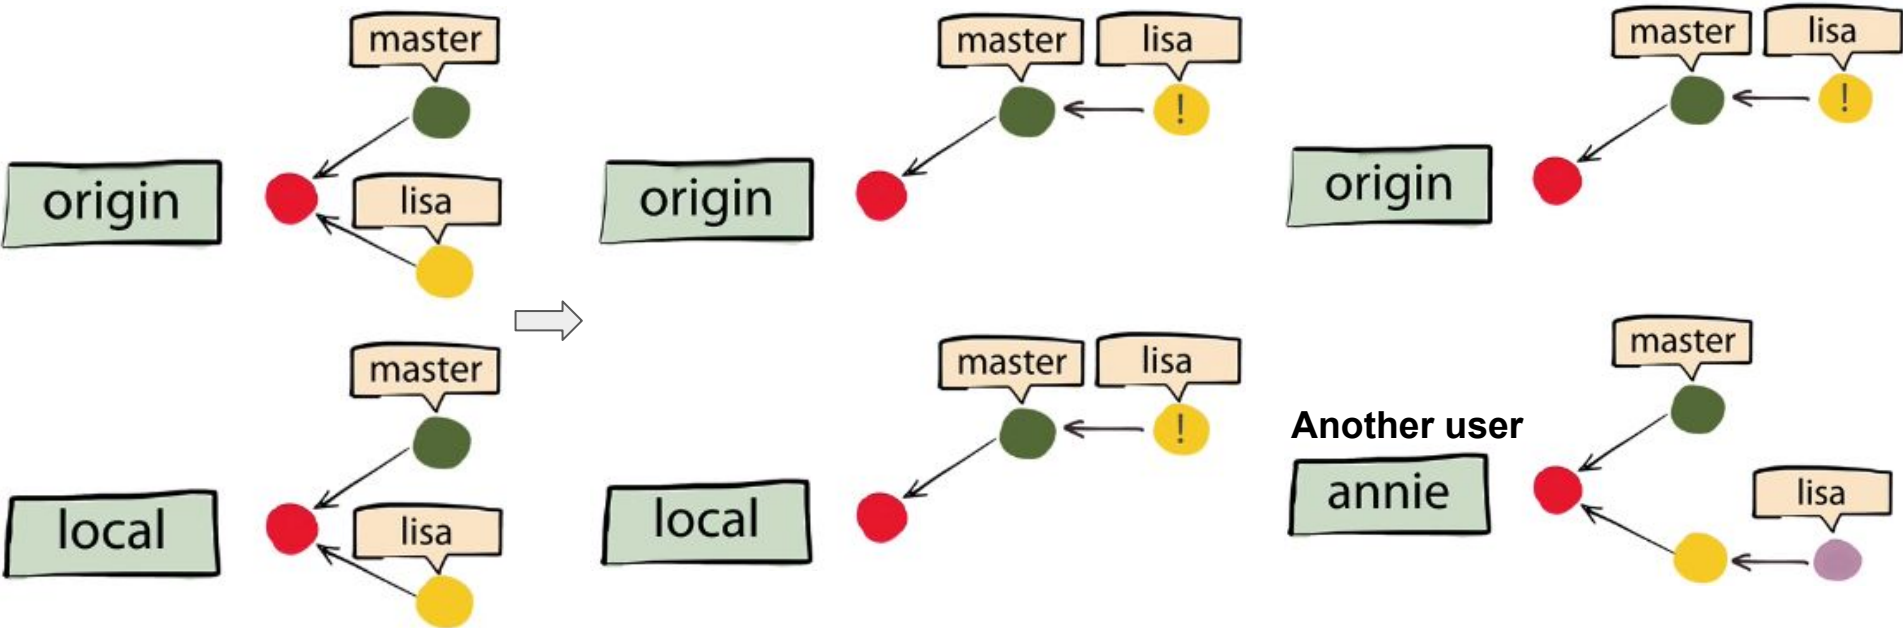 master
lisa
origin
master
lisa
local
master
lisa
!
origin
master
lisa
!
local
master
lisa
!
origin
master
Another user
annie
lisa